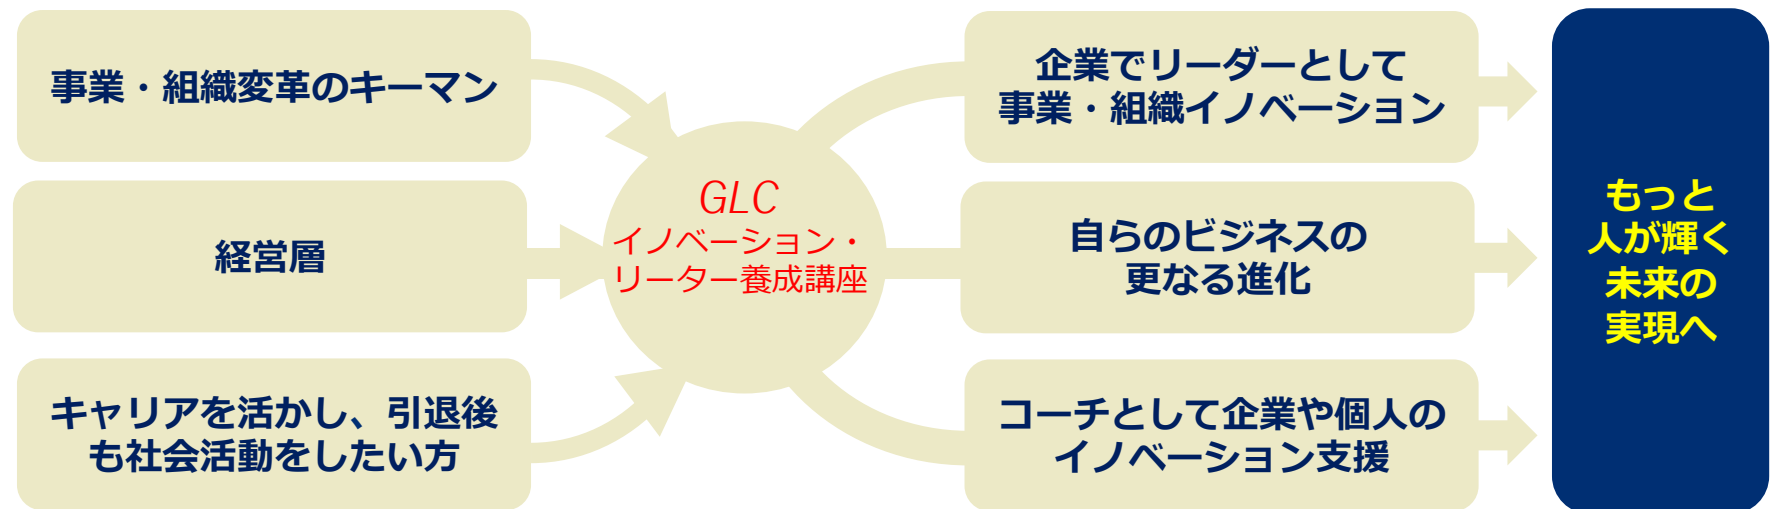 事業・組織変革のキーマン
経営層
キャリアを活かし、引退後
も社会活動をしたい方
GLC
イノベーション・
リーター養成講座
企業でリーダーとして
事業・組織イノベーション
自らのビジネスの
更なる進化
コーチとして企業や個人の
イノベーション支援
もっと
人が輝く
未来の
実現へ